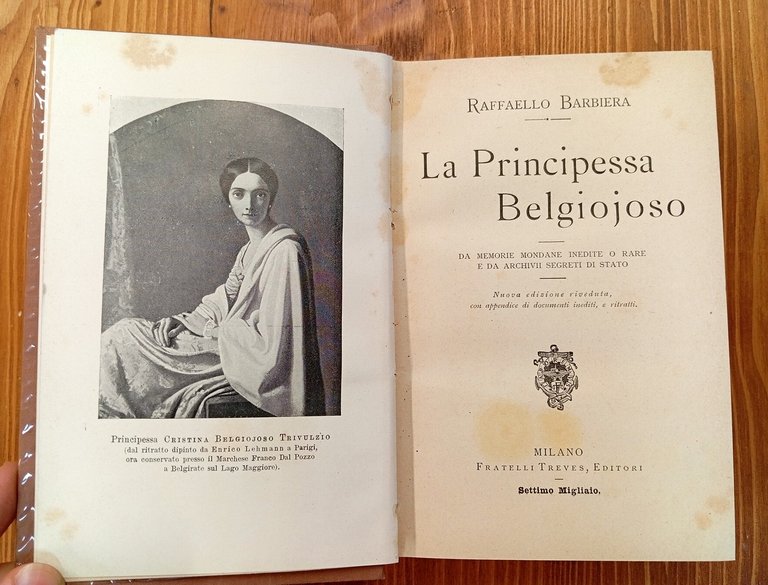 Principessa CRISTINA BELGIOJOSO TRIVULZIO
(dal ritratto dipinto da Enrico Lehmann a Parigi,
ora conservato presso il Marchese Franco Dal Pozzo
a Belgirate sul Lago Maggiore).
RAFFAELLO BARBIERA
La Principessa
Belgiojoso
DA MEMORIE MONDANE INEDITE O RARE
E DA ARCHIVII SEGRETI DI STATO
Nuova edizione riveduta,
con appendice di documenti inediti, e ritratti.
MILANO
FRATELLI TREVES, EDITORI
Settimo Migliaio.